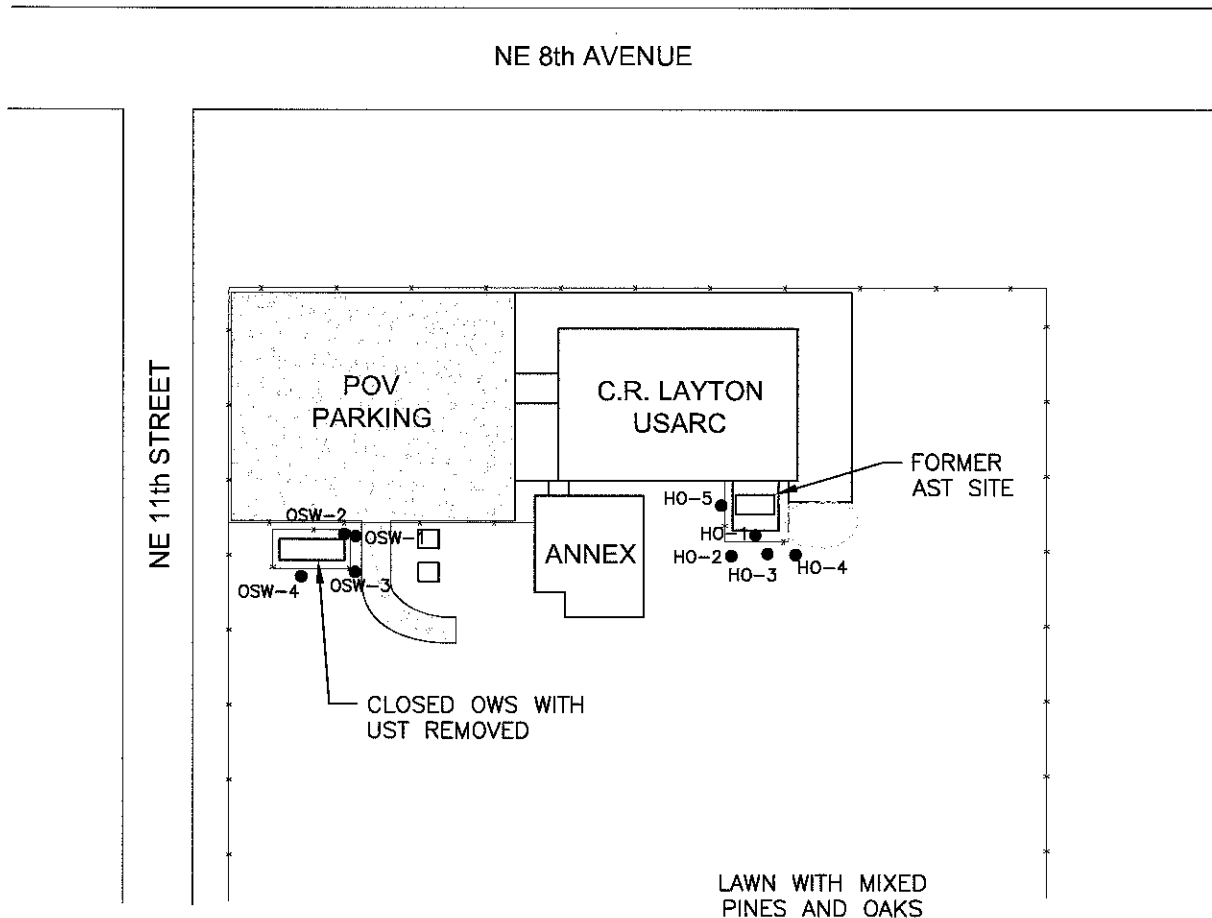 NE 8th AVENUE
NE 11th STREET
POV
PARKING
C.R. LAYTON
USARC
FORMER
AST SITE
HO-5
OSW-2
OSW-1
HO-1
ANNEX
HO-2
HO-3
HO-4
OSW-3
OSW-4
CLOSED OWS WITH
UST REMOVED
LAWN WITH MIXED
PINES AND OAKS